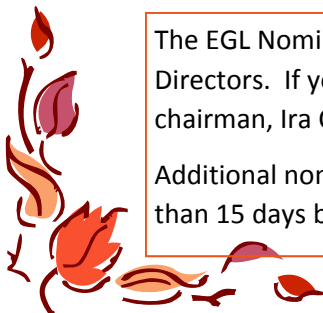 The EGL Nomi
Directors. If y
chairman, Ira
Additional nor
than 15 days b